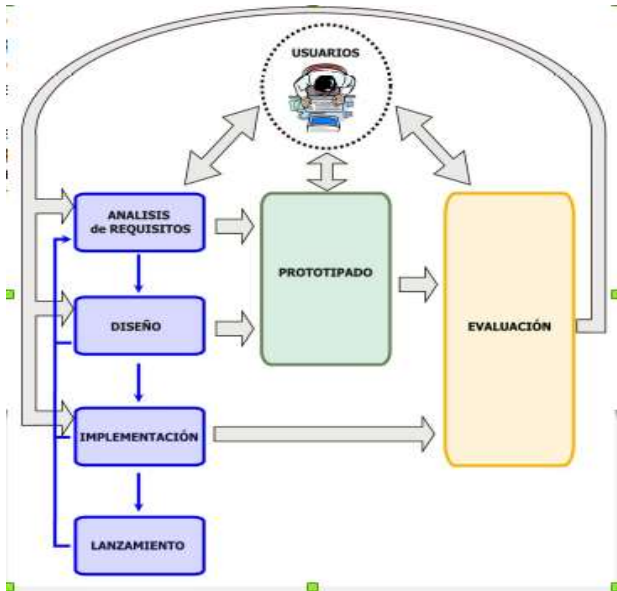 USUARIOS
ANALISIS
de REQUISITOS
PROTOTIPADO
DISEÑO
EVALUACIÓN
IMPLEMENTACIÓN
LANZAMIENTO